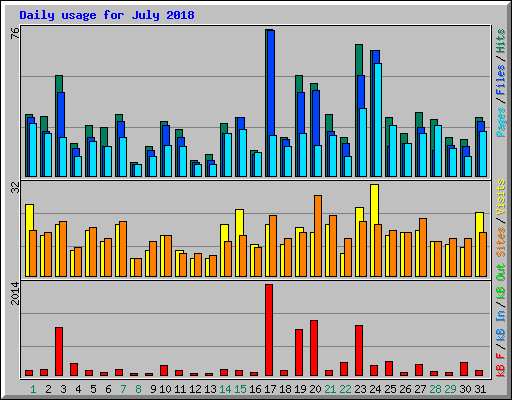 Daily usage for July 2018
76
Pages / Files / Hits
32
kB F / kB In / kB Out Sites / Visits
2014
1 2 3 4 5 6 7 8 9 10 11 12 13 14 15 16 17 18 19 20 21 22 23 24 25 26 27 28 29 30 31